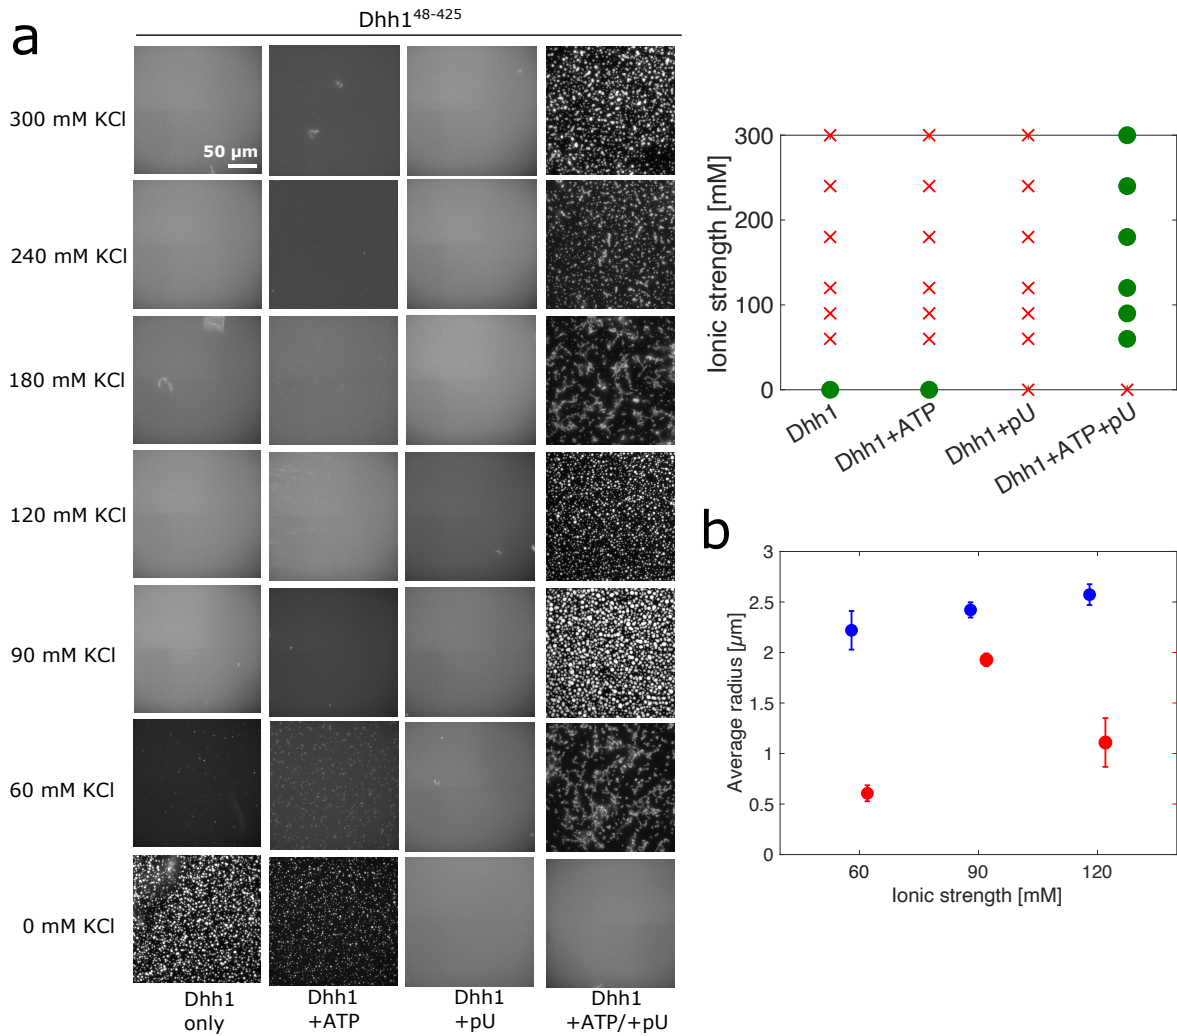 a
Dhh1⁴⁸⁻⁴²⁵
300 mM KCl
50 µm
240 mM KCl
180 mM KCl
120 mM KCl
90 mM KCl
60 mM KCl
0 mM KCl
Dhh1
only
Dhh1
+ATP
Dhh1
+pU
Dhh1
+ATP/+pU
Ionic strength [mM]
300
200
100
0
Dhh1
Dhh1+ATP
Dhh1+pU
Dhh1+ATP+pU
b
Average radius [µm]
3
2.5
2
1.5
1
0.5
0
60
90
120
Ionic strength [mM]